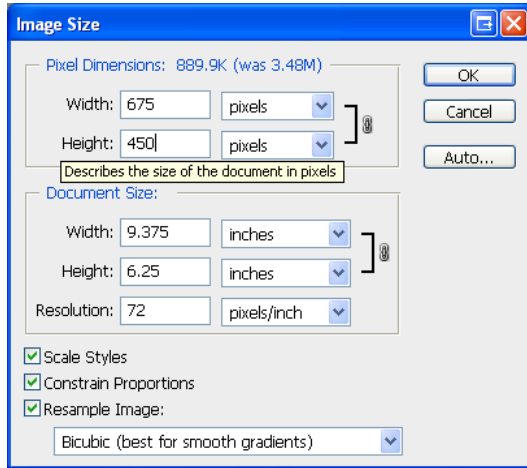 Image Size
Pixel Dimensions: 889.9K (was 3.48M)
OK
Width: 675 pixels
Cancel
Height: 450 pixels
Auto...
Describes the size of the document in pixels
Document Size:
Width: 9.375 inches
Height: 6.25 inches
Resolution: 72 pixels/inch
Scale Styles
Constrain Proportions
Resample Image:
Bicubic (best for smooth gradients)